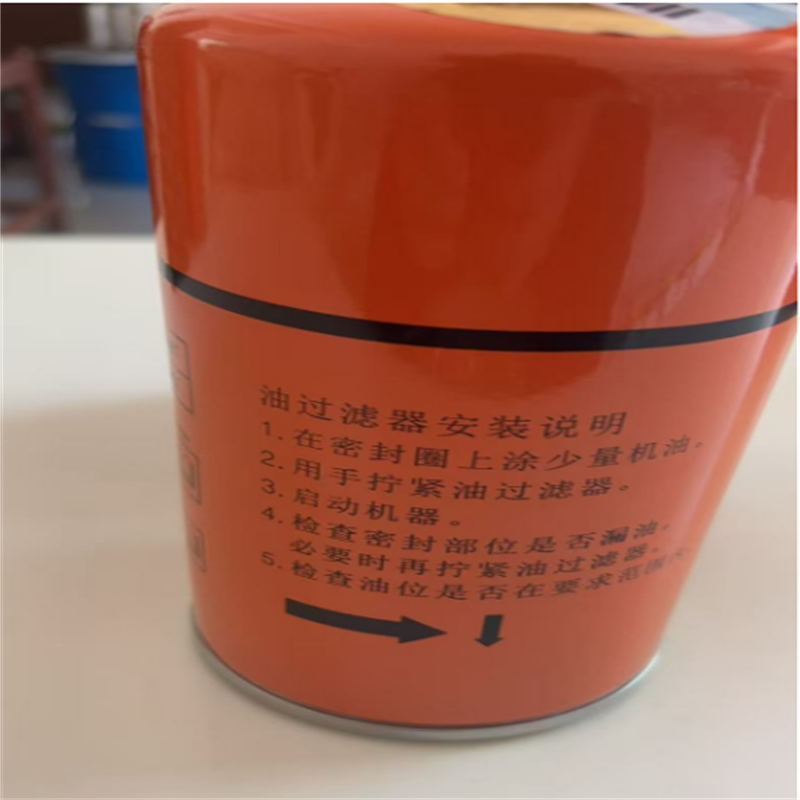 油过滤器安装说明
1. 在密封圈上涂少量机油。
2. 用手拧紧油过滤器。
3. 启动机器。
4. 检查密封部位是否漏油。
必要时再拧紧油过滤器。
5. 检查油位是否在要求范围